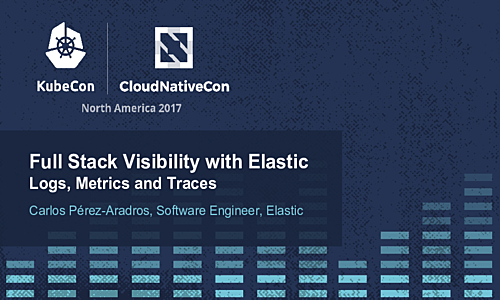 KubeCon
CloudNativeCon
North America 2017
Full Stack Visibility with Elastic
Logs, Metrics and Traces
Carlos Pérez-Aradros, Software Engineer, Elastic